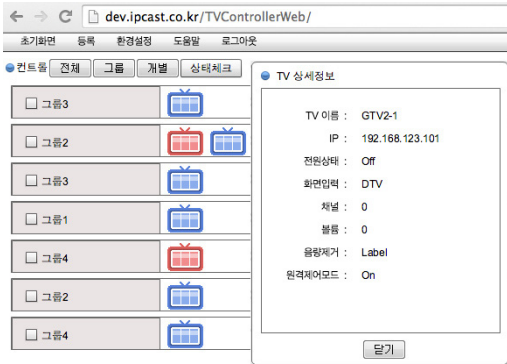 dev.ipcast.co.kr/TVControllerWeb/
초기화면 등록 환경설정 도움말 로그아웃
컨트롤 전체 그룹 개별 상태체크
그룹3
그룹2
그룹3
그룹1
그룹4
그룹2
그룹4
TV 상세정보
TV 이름 : GTV2-1
IP : 192.168.123.101
전원상태 : Off
화면입력 : DTV
채널 : 0
볼륨 : 0
음량제거 : Label
원격제어모드 : On
닫기